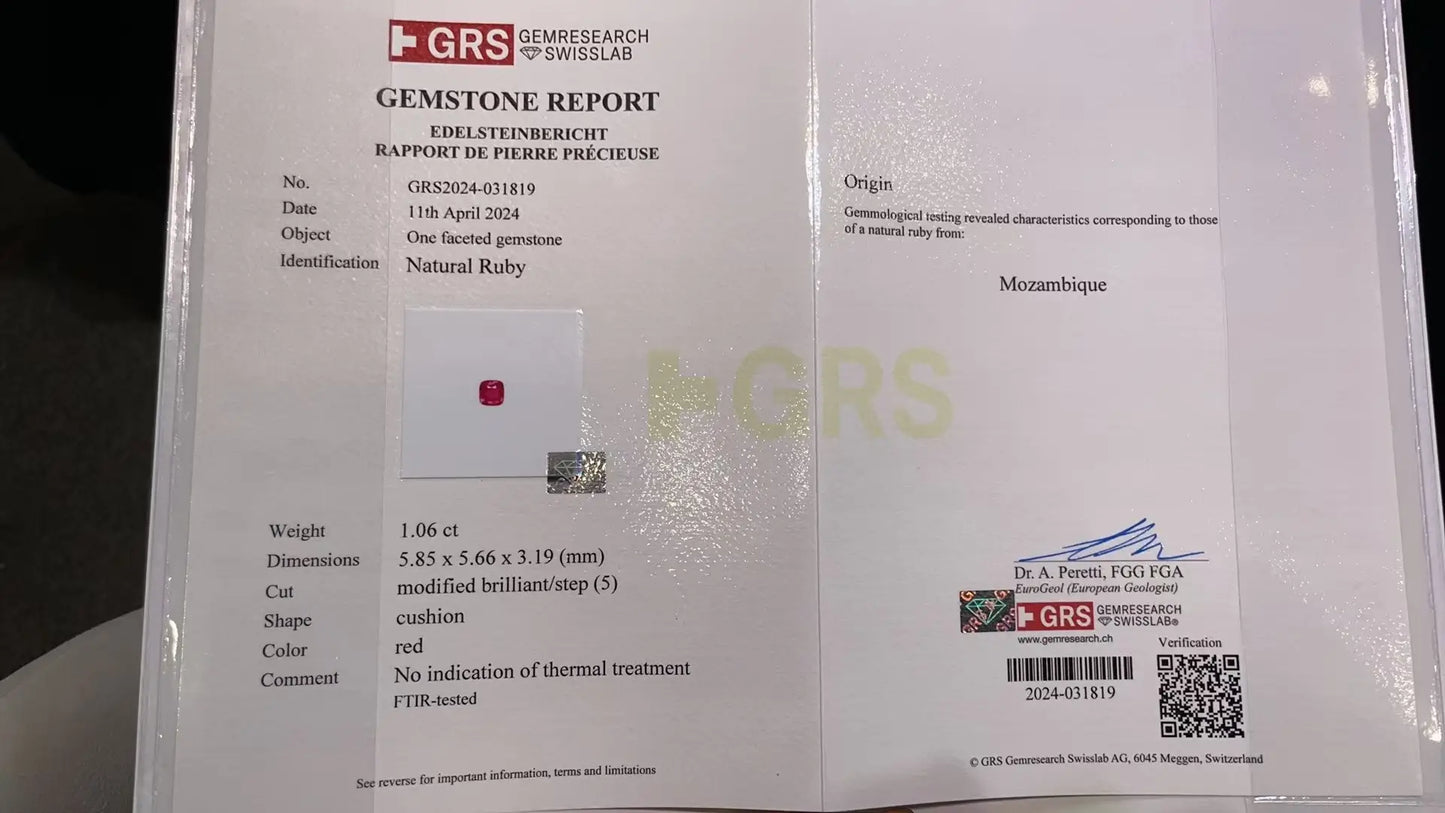 GRS GEMRESEARCH SWISSLAB
GEMSTONE REPORT
EDELSTEINBERICHT
RAPPORT DE PIERRE PRÉCIEUSE
No. GRS2024-031819
Date 11th April 2024
Object One faceted gemstone
Identification Natural Ruby
Weight 1.06 ct
Dimensions 5.85 x 5.66 x 3.19 (mm)
Cut modified brilliant/step (5)
Shape cushion
Color red
Comment No indication of thermal treatment
FTIR-tested
See reverse for important information, terms and limitations
GRS
Origin
Gemmological testing revealed characteristics corresponding to those
of a natural ruby from:
Mozambique
Dr. A. Peretti, FGG FGA
EuroGeol (European Geologist)
GRS GEMRESEARCH SWISSLAB®
www.gemresearch.ch
Verification
2024-031819
© GRS Gemresearch Swisslab AG, 6045 Meggen, Switzerland